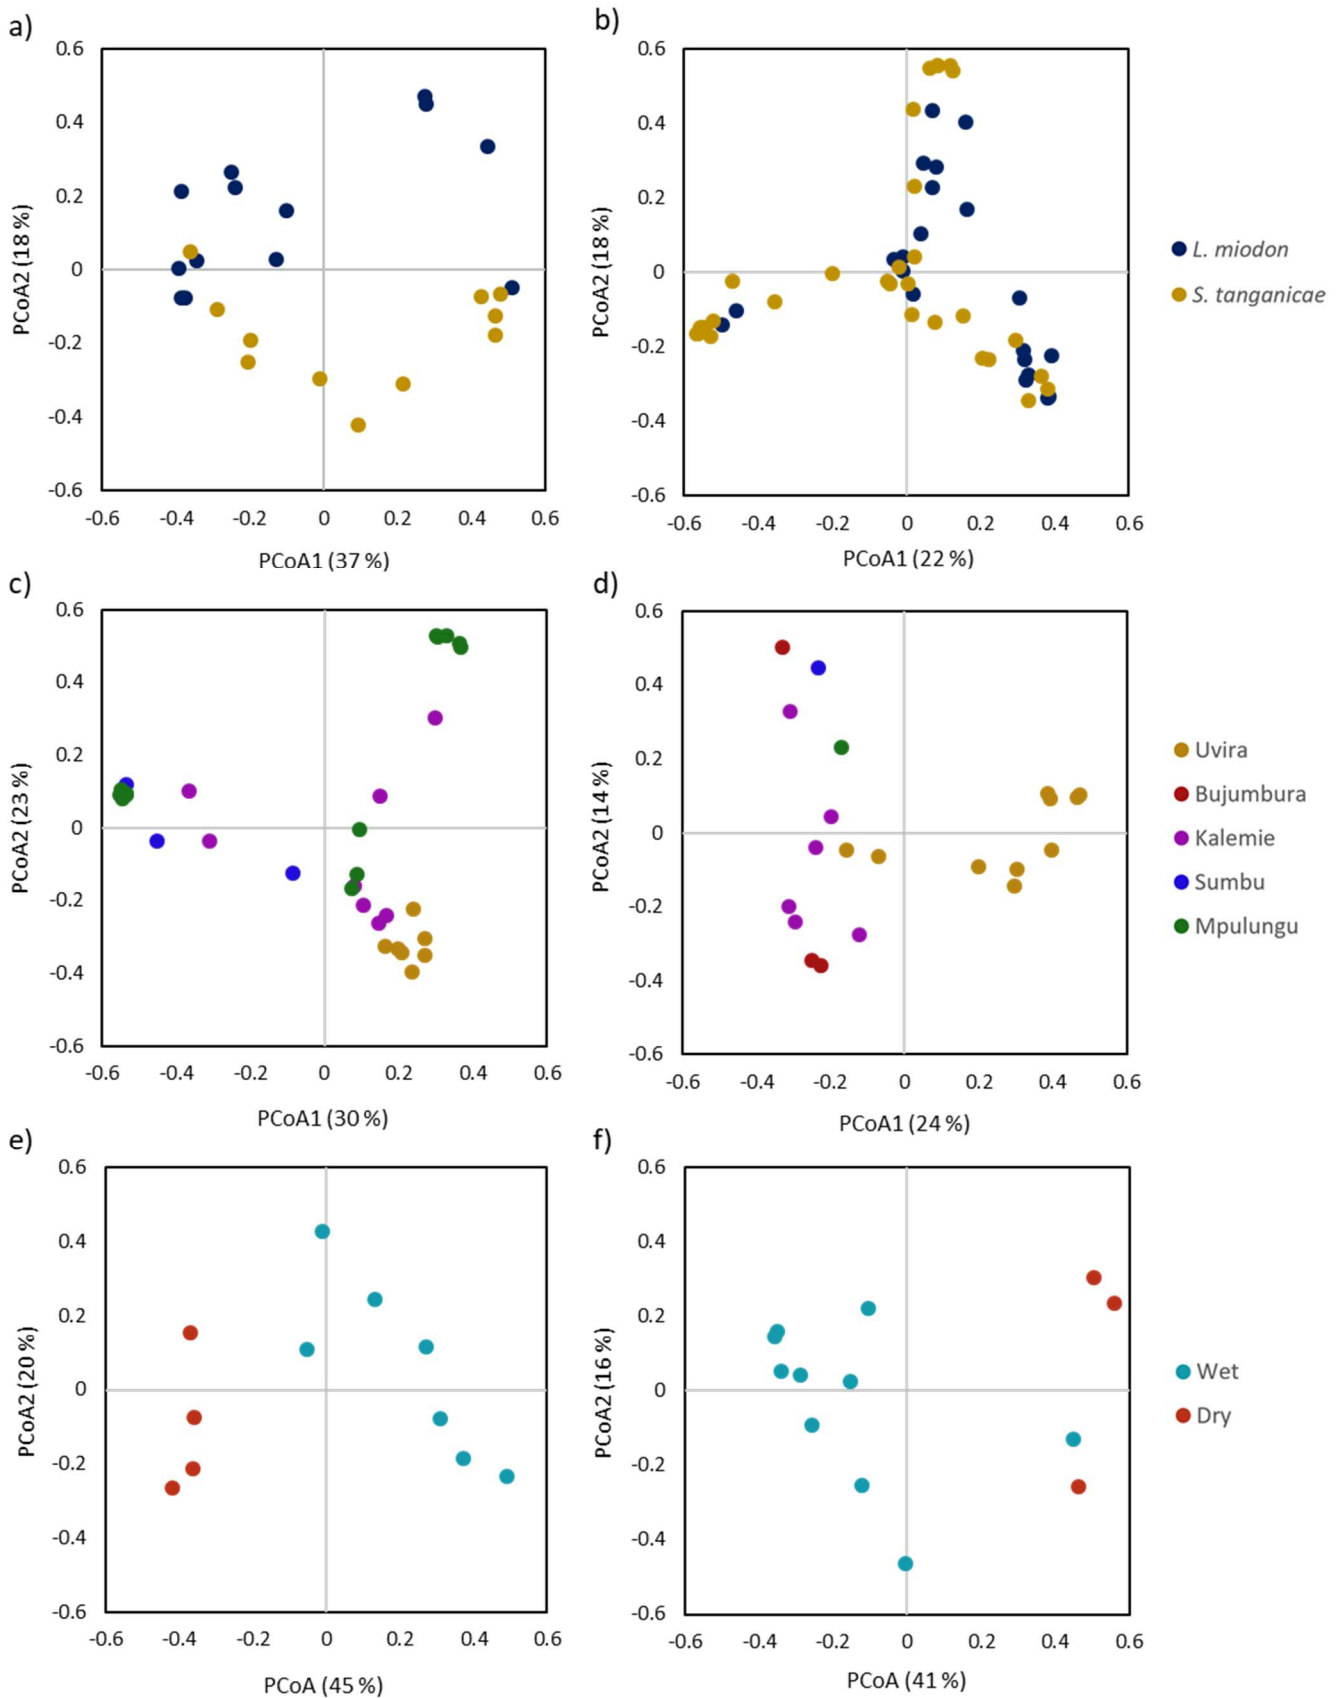 a)
0.6
0.4
0.2
0
-0.2
-0.4
-0.6
PCoA2 (18 %)
-0.6 -0.4 -0.2 0 0.2 0.4 0.6
PCoA1 (37 %)
b)
0.6
0.4
0.2
0
-0.2
-0.4
-0.6
PCoA2 (18 %)
-0.6 -0.4 -0.2 0 0.2 0.4 0.6
PCoA1 (22 %)
L. miodon
S. tanganicae
c)
0.6
0.4
0.2
0
-0.2
-0.4
-0.6
PCoA2 (23 %)
-0.6 -0.4 -0.2 0 0.2 0.4 0.6
PCoA1 (30 %)
d)
0.6
0.4
0.2
0
-0.2
-0.4
-0.6
PCoA2 (14 %)
-0.6 -0.4 -0.2 0 0.2 0.4 0.6
PCoA1 (24 %)
Uvira
Bujumbura
Kalemie
Sumbu
Mpulungu
e)
0.6
0.4
0.2
0
-0.2
-0.4
-0.6
PCoA2 (20 %)
-0.6 -0.4 -0.2 0 0.2 0.4 0.6
PCoA (45 %)
f)
0.6
0.4
0.2
0
-0.2
-0.4
-0.6
PCoA2 (16 %)
-0.6 -0.4 -0.2 0 0.2 0.4 0.6
PCoA (41 %)
Wet
Dry